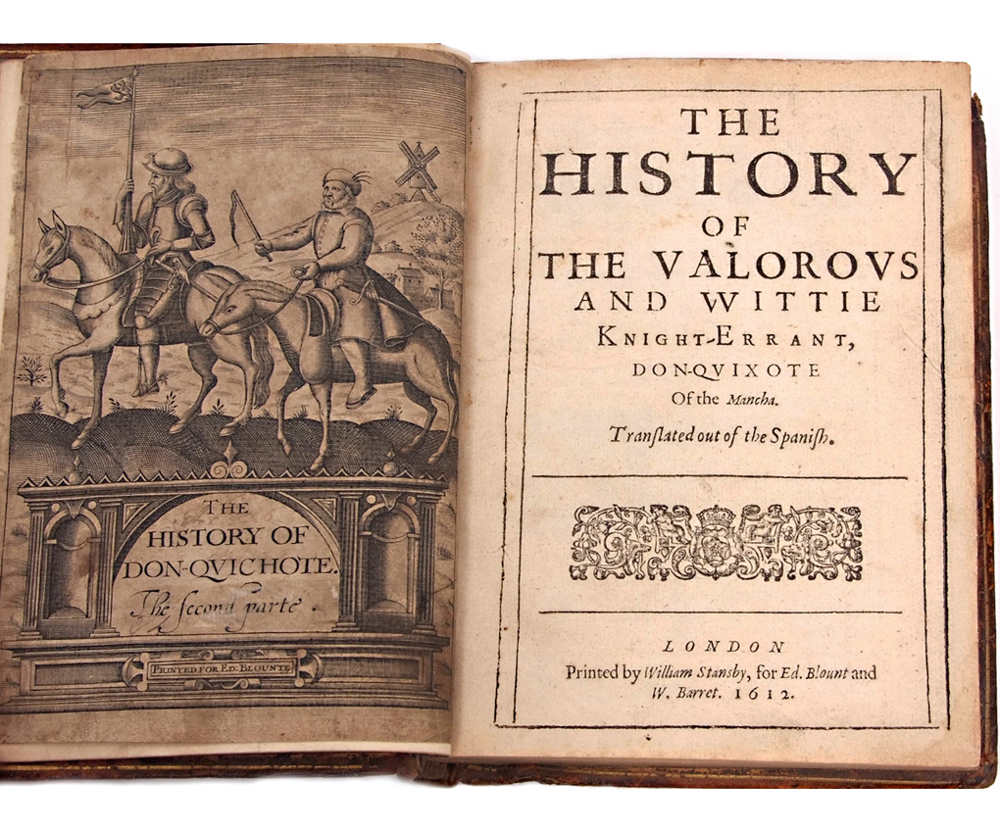 THE
HISTORY OF
DON-QVICHOTE.
The ſecond parte.
PRINTED FOR ED: BLOUNTE
THE
HISTORY
OF
THE VALOROVS
AND WITTIE
KNIGHT-ERRANT,
DON-QVIXOTE
Of the Mancha.
Tranſlated out of the Spaniſh.
LONDON
Printed by William Stansby, for Ed. Blount and
W. Barret. 1612.